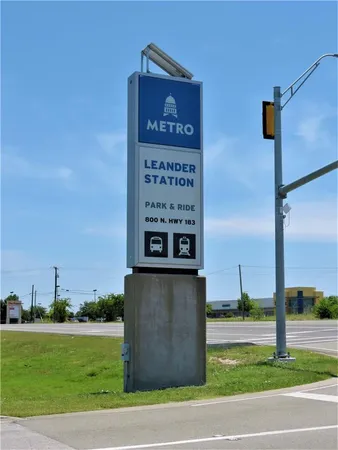 METRO
LEANDER
STATION
PARK & RIDE
800 N. HWY 183